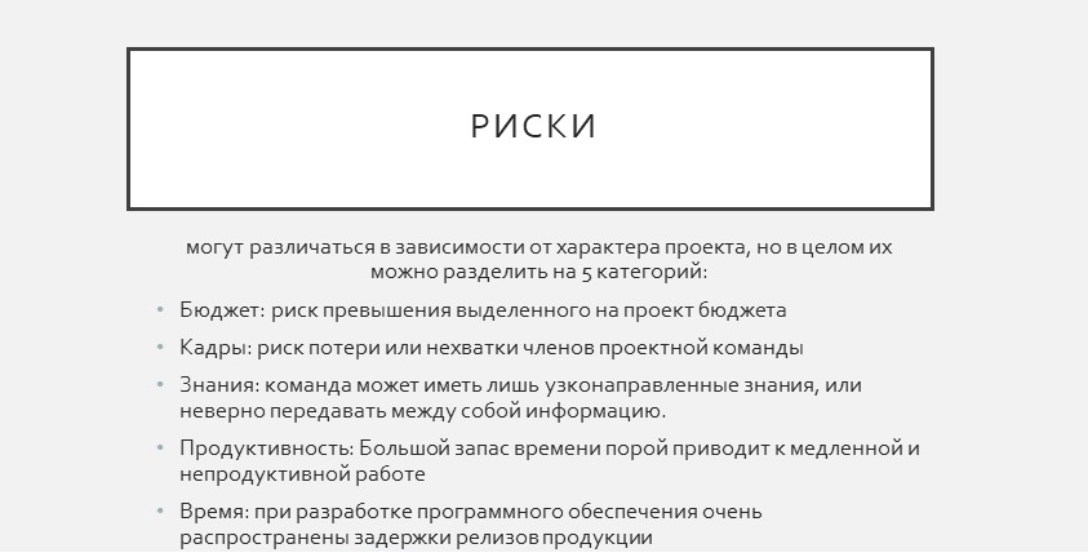 РИСКИ
могут различаться в зависимости от характера проекта, но в целом их
можно разделить на 5 категорий:
• Бюджет: риск превышения выделенного на проект бюджета
• Кадры: риск потери или нехватки членов проектной команды
• Знания: команда может иметь лишь узконаправленные знания, или
неверно передавать между собой информацию.
• Продуктивность: Большой запас времени порой приводит к медленной и
непродуктивной работе
• Время: при разработке программного обеспечения очень
распространены задержки релизов продукции